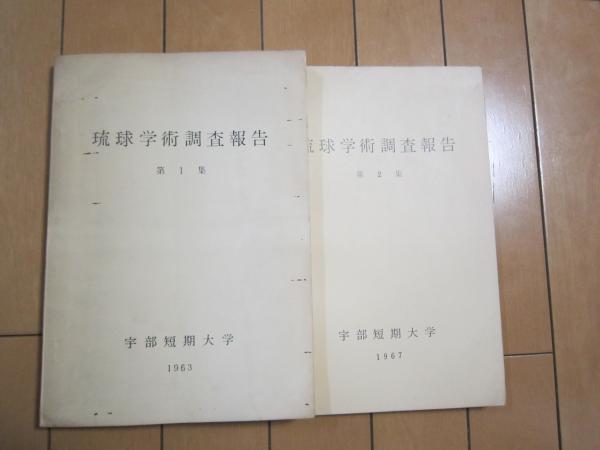 琉球学術調査報告
第1集
宇部短期大学
1963
球学術調査報告
第2集
宇部短期大学
1967